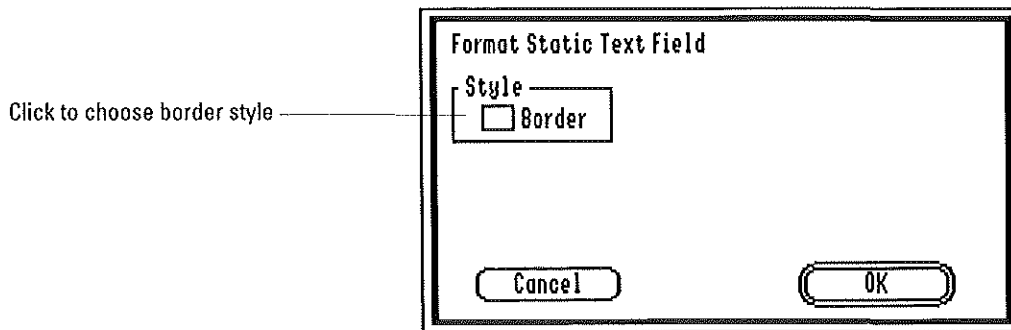 Format Static Text Field
Style
Click to choose border style
Border
Cancel
OK